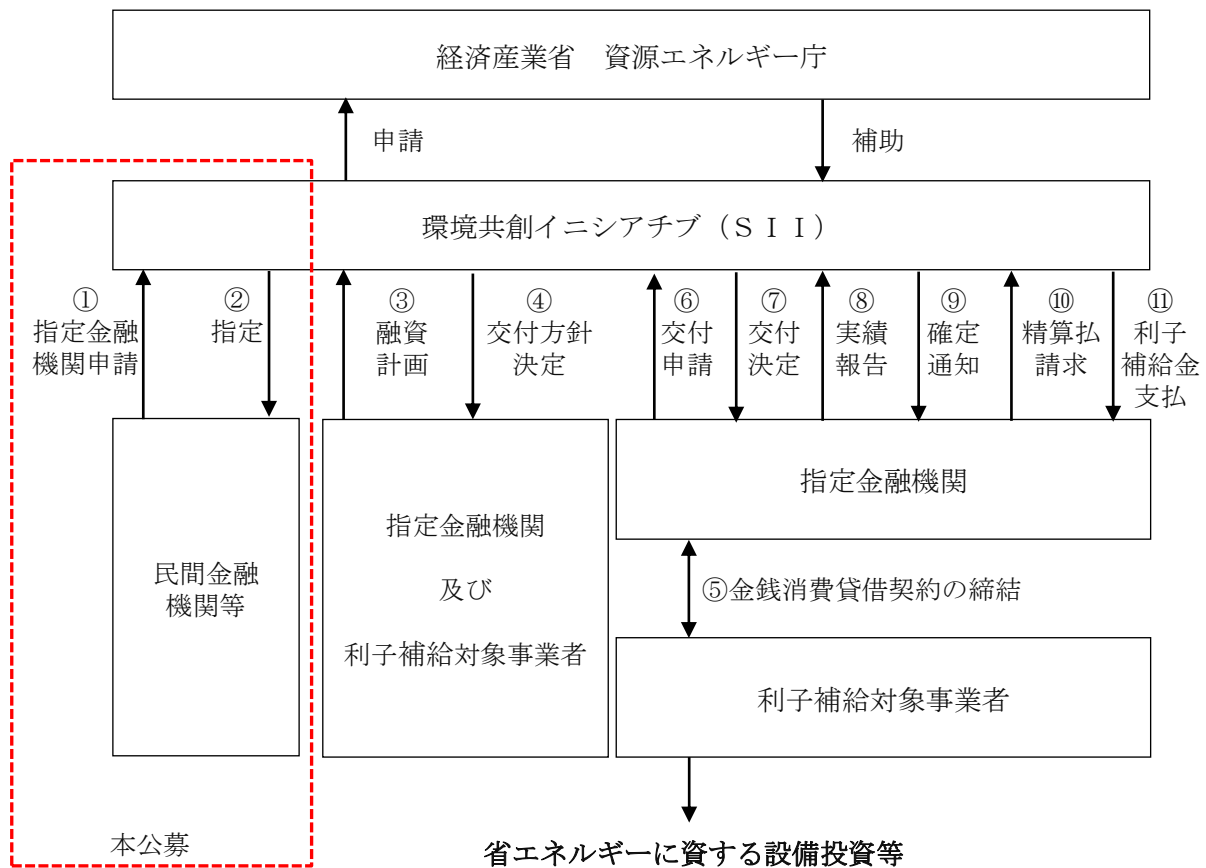 経済産業省　資源エネルギー庁
申請
補助
環境共創イニシアチブ（ＳＩＩ）
①
指定金融
機関申請
②
指定
③
融資
計画
④
交付方針
決定
⑥
交付
申請
⑦
交付
決定
⑧
実績
報告
⑨
確定
通知
⑩
精算払
請求
⑪
利子
補給金
支払
民間金融
機関等
指定金融機関
及び
利子補給対象事業者
指定金融機関
⑤金銭消費貸借契約の締結
利子補給対象事業者
本公募
省エネルギーに資する設備投資等